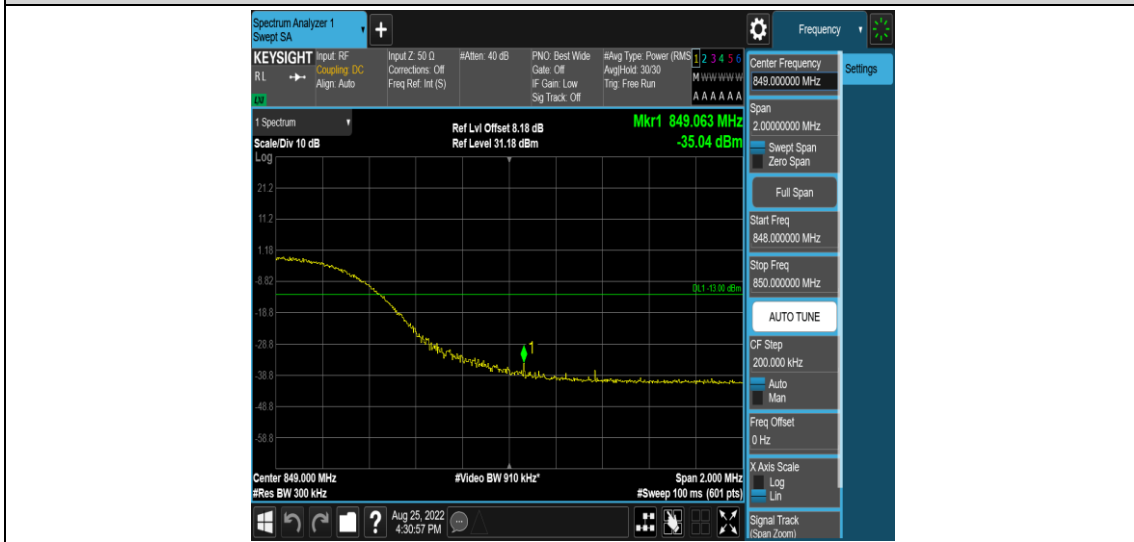 Spectrum Analyzer 1
Swept SA
+
Frequency
KEYSIGHT
RL
LXI
Input: RF
Coupling: DC
Align: Auto
Input Z: 50 Ω
Corrections: Off
Freq Ref: Int (S)
#Atten: 40 dB
PNO: Best Wide
Gate: Off
IF Gain: Low
Sig Track: Off
#Avg Type: Power (RMS
Avg|Hold: 30/30
Trig: Free Run
1 2 3 4 5 6
M W W W W W
A A A A A A
1 Spectrum
Scale/Div 10 dB
Log
Ref Lvl Offset 8.18 dB
Ref Level 31.18 dBm
Mkr1 849.063 MHz
-35.04 dBm
21.2
11.2
1.18
-8.82
-18.8
-28.8
-38.8
-48.8
-58.8
DL1 -13.00 dBm
1
Center 849.000 MHz
#Res BW 300 kHz
#Video BW 910 kHz*
Span 2.000 MHz
#Sweep 100 ms (601 pts)
Center Frequency
849.000000 MHz
Settings
Span
2.00000000 MHz
Swept Span
Zero Span
Full Span
Start Freq
848.000000 MHz
Stop Freq
850.000000 MHz
AUTO TUNE
CF Step
200.000 kHz
Auto
Man
Freq Offset
0 Hz
X Axis Scale
Log
Lin
Signal Track
(Span Zoom)
?
Aug 25, 2022
4:30:57 PM